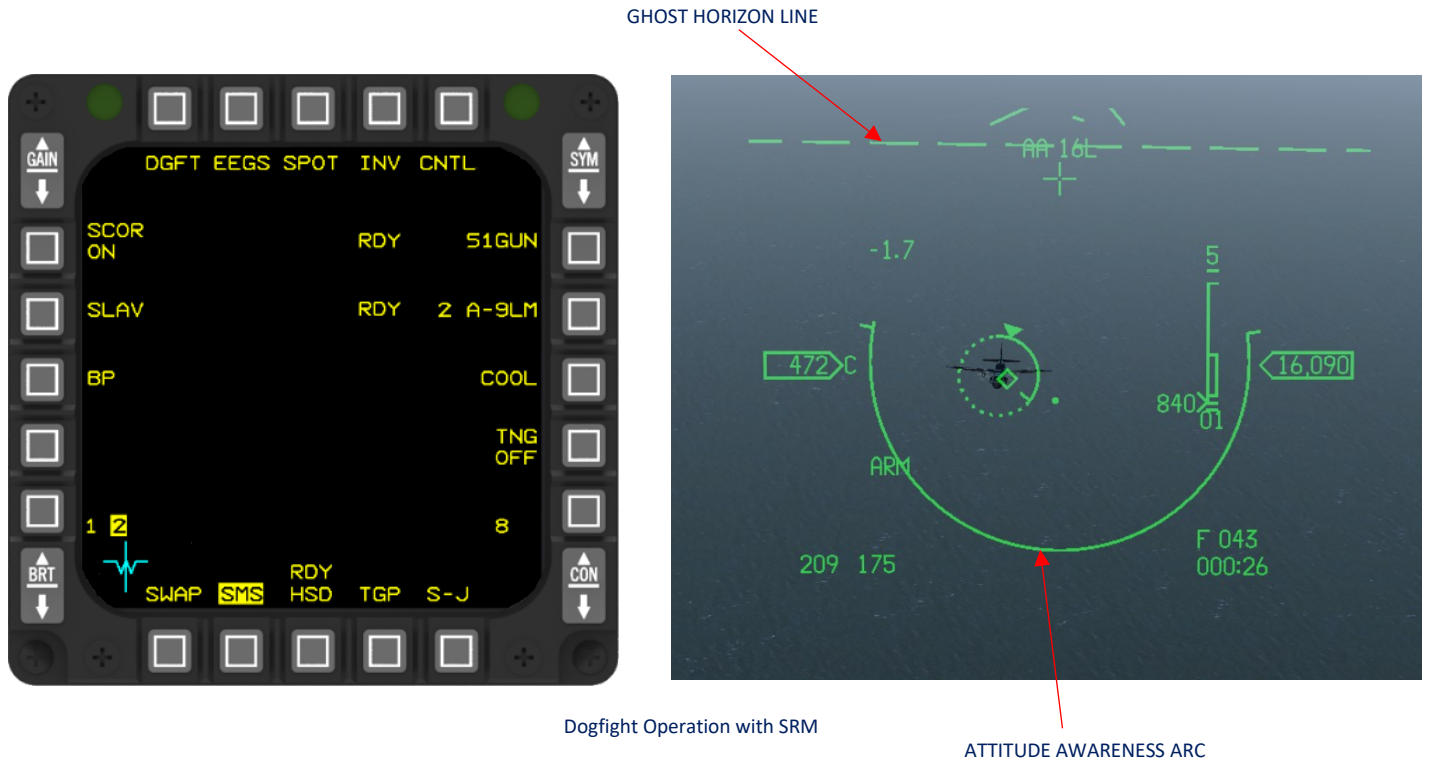 GHOST HORIZON LINE
GAIN
SYM
DGFT EEGS SPOT INV CNTL
SCOR RDY 51GUN
ON
SLAV RDY 2 A-9LM
BP COOL
TNG
OFF
1 2 8
BRT
CON
RDY
SWAP SMS HSD TGP S-J
AA 16L
-1.7
5
472 C 16,090
840
01
ARM
F 043
209 175 000:26
Dogfight Operation with SRM
ATTITUDE AWARENESS ARC